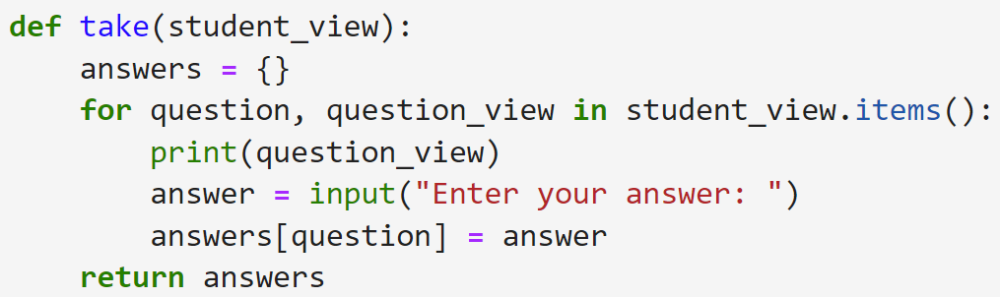 def take(student_view):
    answers = {}
    for question, question_view in student_view.items():
        print(question_view)
        answer = input("Enter your answer: ")
        answers[question] = answer
    return answers